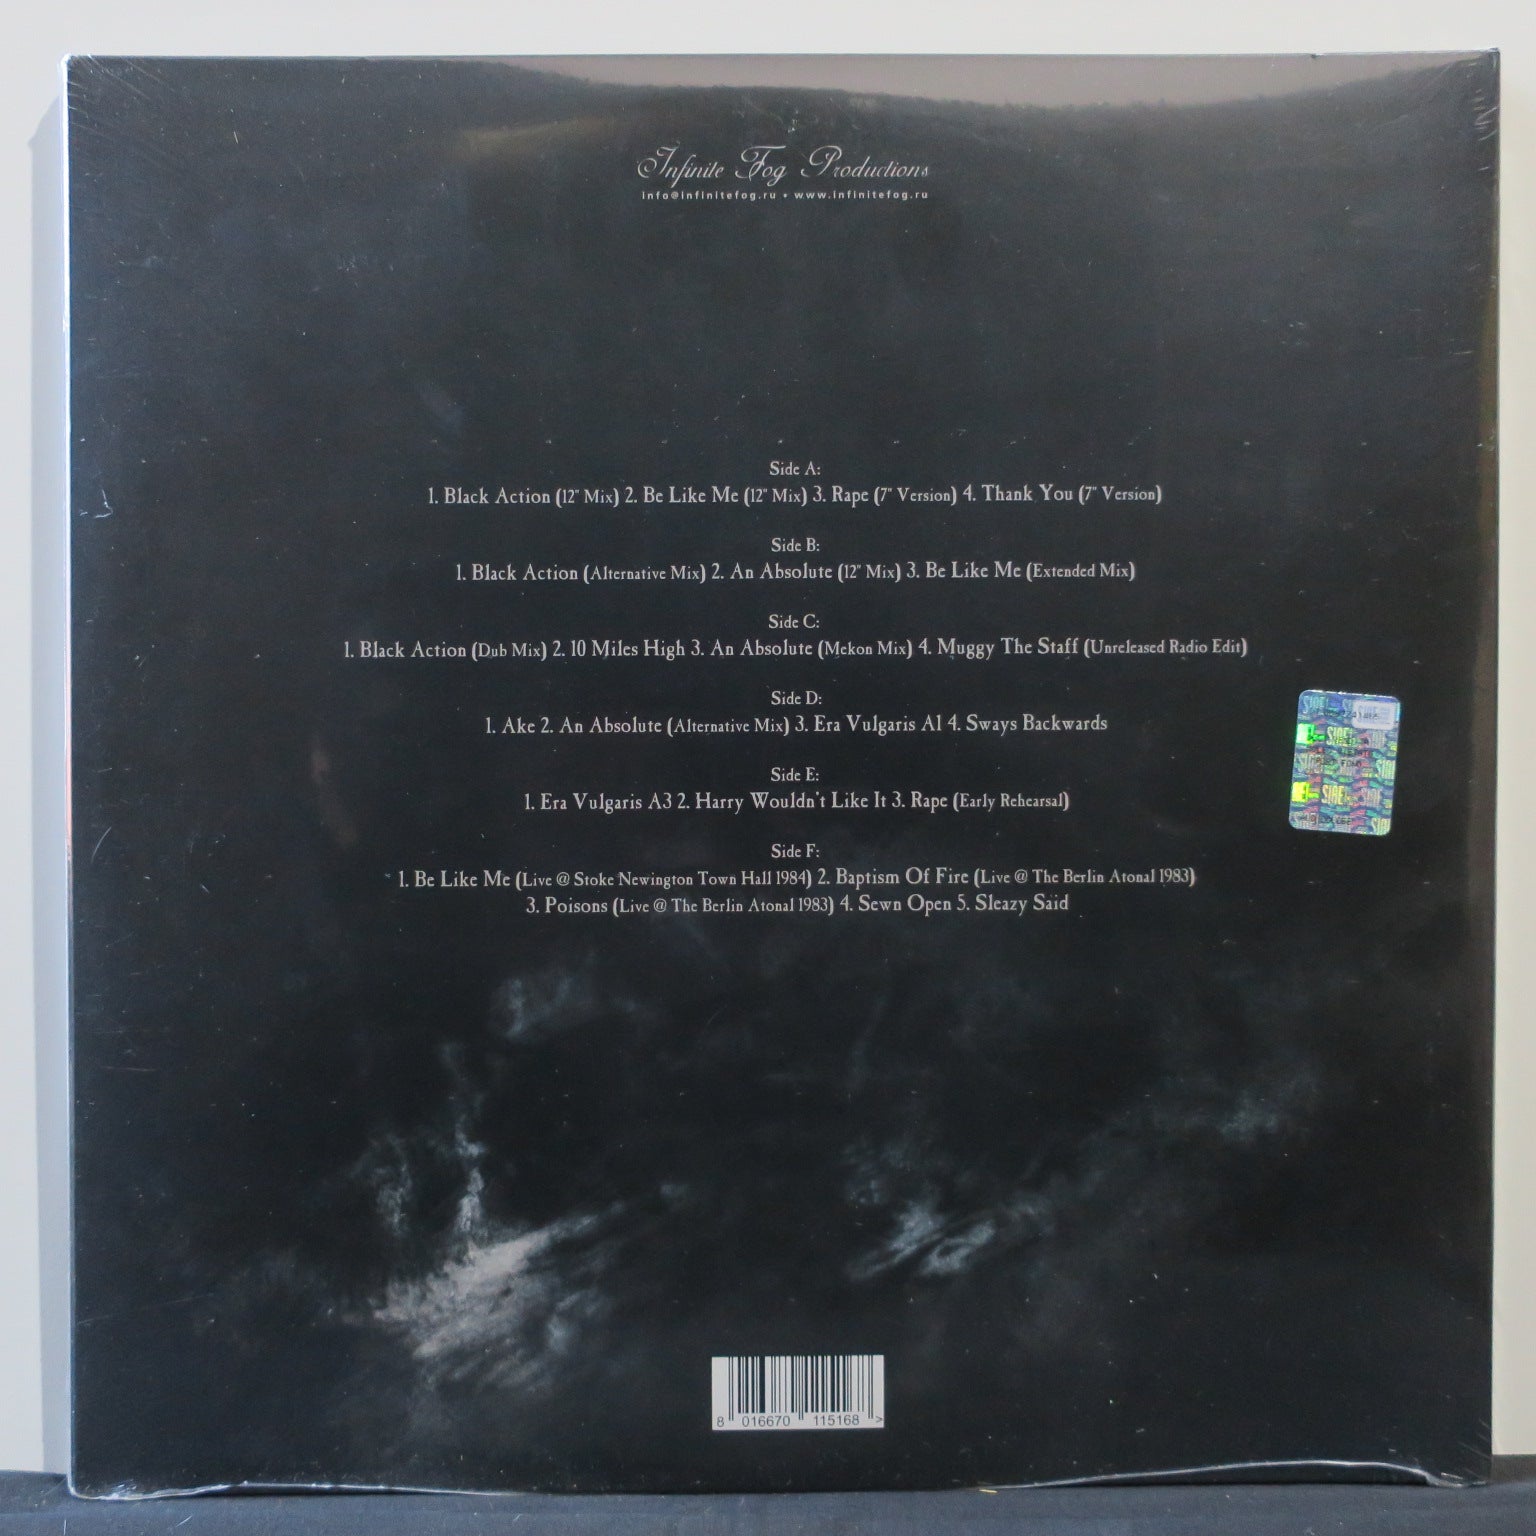 Infinite Fog Productions
info@infinitefog.ru • www.infinitefog.ru
Side A:
1. Black Action (12" Mix) 2. Be Like Me (12" Mix) 3. Rape (7" Version) 4. Thank You (7" Version)
Side B:
1. Black Action (Alternative Mix) 2. An Absolute (12" Mix) 3. Be Like Me (Extended Mix)
Side C:
1. Black Action (Dub Mix) 2. 10 Miles High 3. An Absolute (Mekon Mix) 4. Muggy The Staff (Unreleased Radio Edit)
Side D:
1. Ake 2. An Absolute (Alternative Mix) 3. Era Vulgaris A1 4. Sways Backwards
Side E:
1. Era Vulgaris A3 2. Harry Wouldn't Like It 3. Rape (Early Rehearsal)
Side F:
1. Be Like Me (Live @ Stoke Newington Town Hall 1984) 2. Baptism Of Fire (Live @ The Berlin Atonal 1983)
3. Poisons (Live @ The Berlin Atonal 1983) 4. Sewn Open 5. Sleazy Said
SIAE
8 016670 115168 >